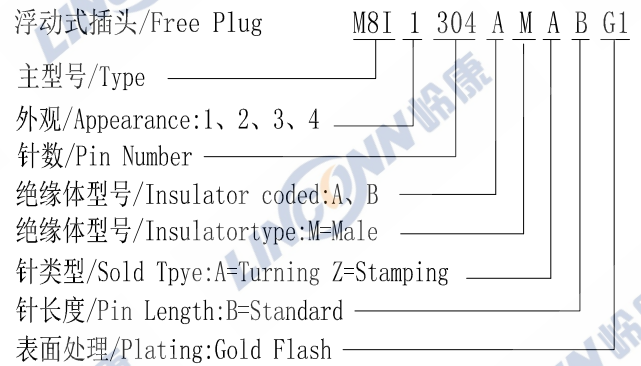 浮动式插头/Free Plug M8I 1 304 A M A B G1
主型号/Type
外观/Appearance:1、2、3、4
针数/Pin Number
绝缘体型号/Insulator coded:A、B
绝缘体型号/Insulatortype:M=Male
针类型/Sold Tpye:A=Turning Z=Stamping
针长度/Pin Length:B=Standard
表面处理/Plating:Gold Flash
LINCONN 岭康